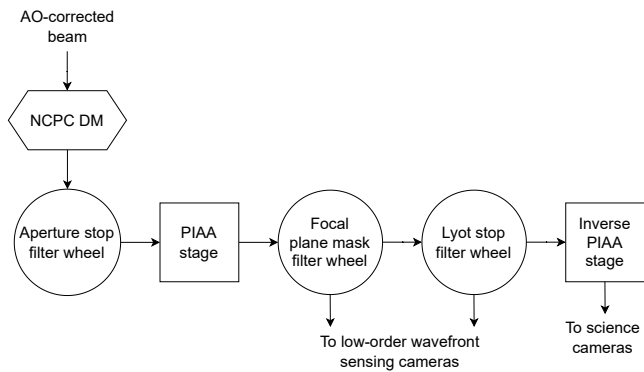 AO-corrected
beam
NCPC DM
Aperture stop
filter wheel
PIAA
stage
Focal
plane mask
filter wheel
Lyot stop
filter wheel
Inverse
PIAA
stage
To low-order wavefront
sensing cameras
To science
cameras